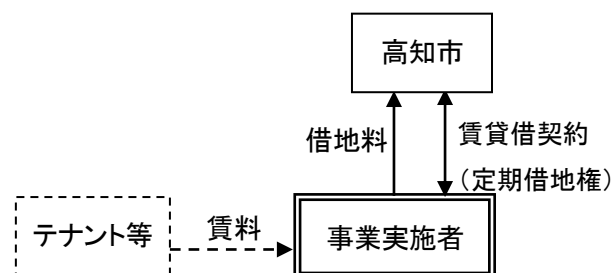 高知市
借地料
賃貸借契約
（定期借地権）
テナント等
賃料
事業実施者